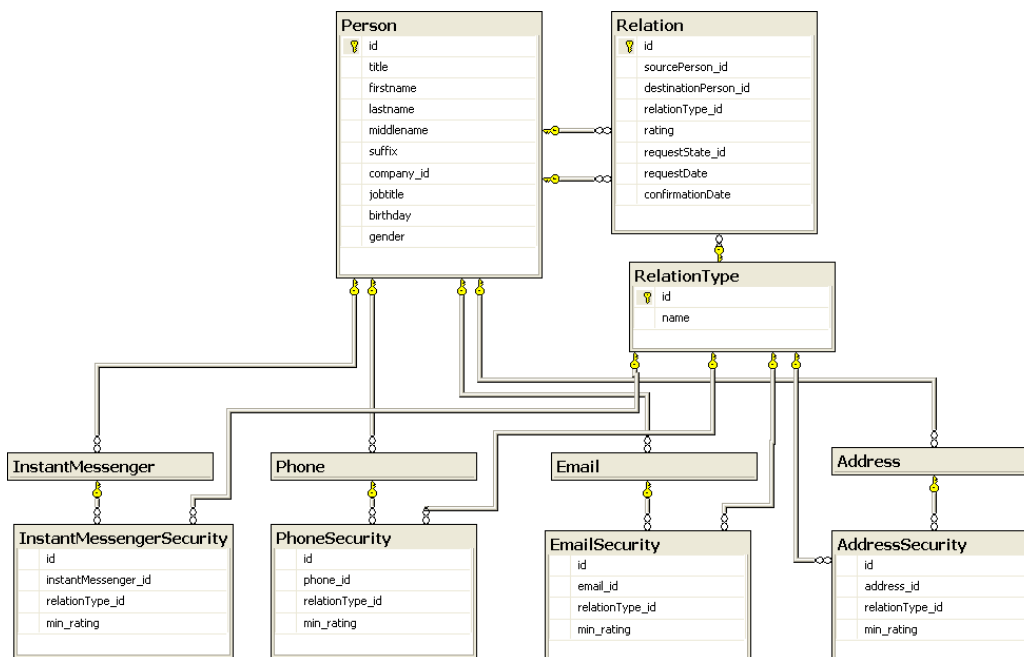 Person
id
title
firstname
lastname
middlename
suffix
company_id
jobtitle
birthday
gender
Relation
id
sourcePerson_id
destinationPerson_id
relationType_id
rating
requestState_id
requestDate
confirmationDate
RelationType
id
name
InstantMessenger
Phone
Email
Address
InstantMessengerSecurity
id
instantMessenger_id
relationType_id
min_rating
PhoneSecurity
id
phone_id
relationType_id
min_rating
EmailSecurity
id
email_id
relationType_id
min_rating
AddressSecurity
id
address_id
relationType_id
min_rating